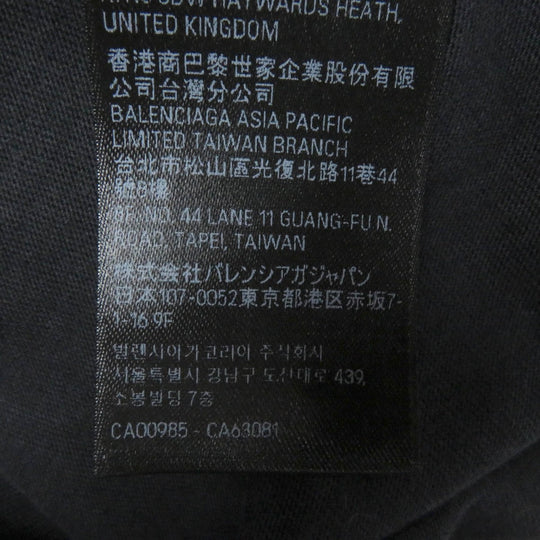 HAYWARDS HEATH,
UNITED KINGDOM
香港商巴黎世家企業股份有限
公司台灣分公司
BALENCIAGA ASIA PACIFIC
LIMITED TAIWAN BRANCH
台北市松山區光復北路11巷44
號8樓
8F. NO. 44 LANE 11 GUANG-FU N.
ROAD, TAPEI, TAIWAN
株式会社バレンシアガジャパン
日本107-0052東京都港区赤坂7-
1-16 9F
발렌시아가코리아 주식회사
서울특별시 강남구 도산대로 439,
소봉빌딩 7층
CA00985 - CA63081